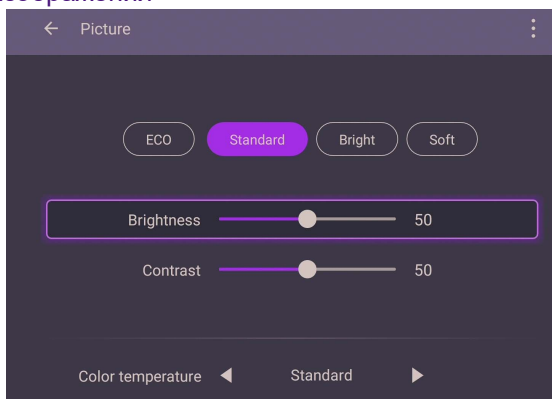 Picture
ECO Standard Bright Soft
Brightness 50
Contrast 50
Color temperature Standard